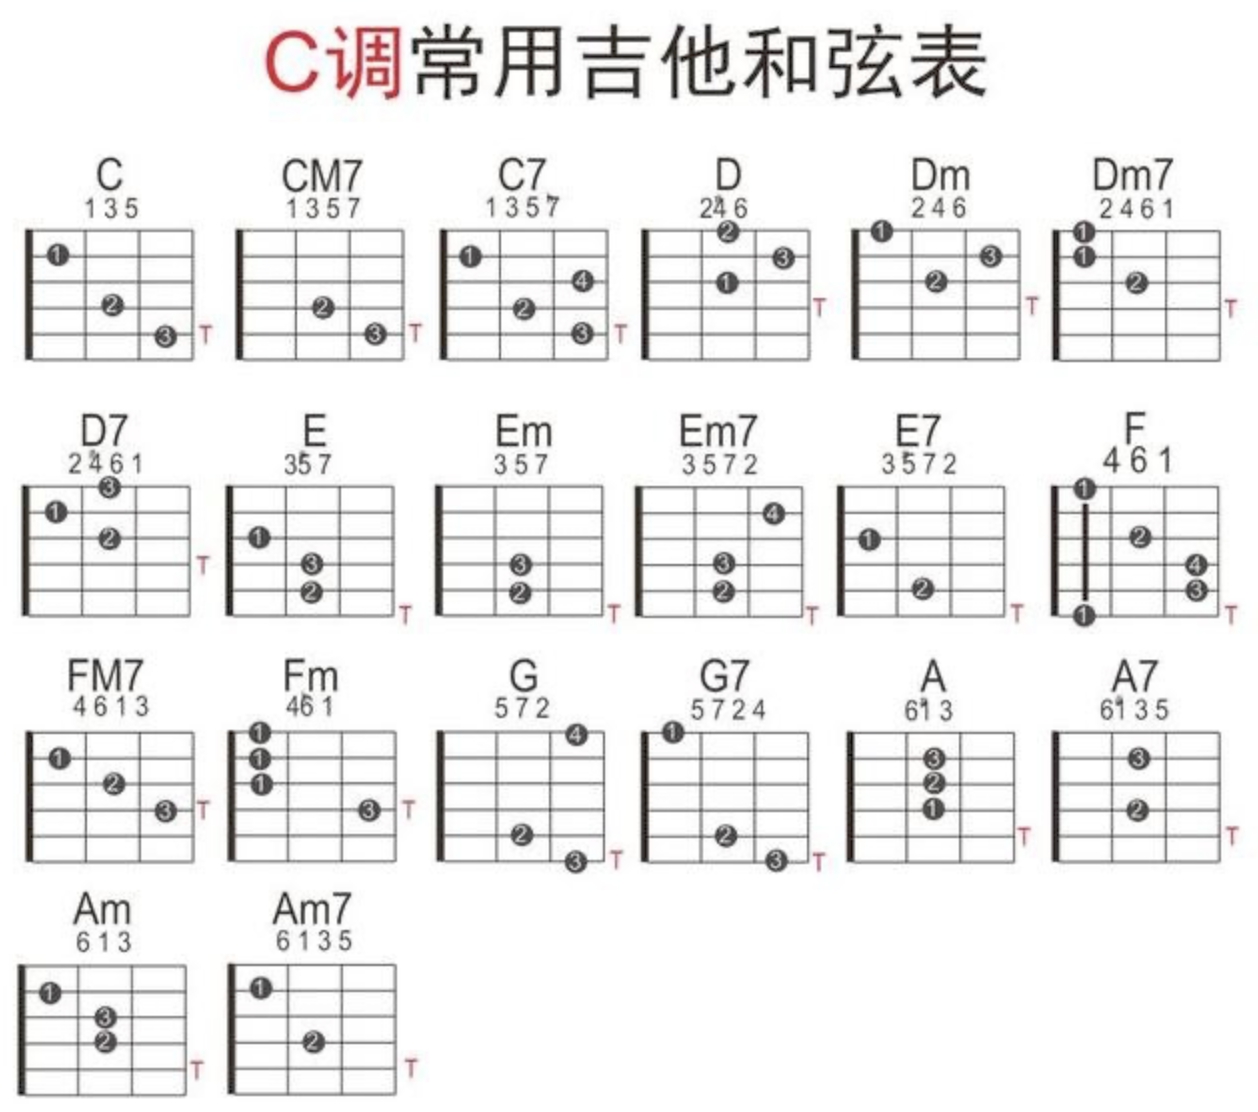 C调常用吉他和弦表
C CM7 C7 D Dm Dm7
1 3 5 1 3 5 7 1 3 5 ♭7 2 #4 6 2 4 6 2 4 6 1
2
1 1 1
1 1 3 3 1
4 1 2 2
2 2 2
3 T 3 T 3 T T T T
D7 E Em Em7 E7 F
2 #4 6 1 3 #5 7 3 5 7 3 5 7 2 3 #5 7 2 4 6 1
3 1
1 4
2 1 1 2
T 3 3 3 4
2 2 2 2 3
T T T T 1 T
FM7 Fm G G7 A A7
4 6 1 3 4 ♭6 1 5 7 2 5 7 2 4 6 #1 3 6 #1 3 5
1 4 1
1 1 3 3
2 1 2
3 T 3 T 1 2
2 2 T T
3 T 3 T
Am Am7
6 1 3 6 1 3 5
1 1
3
2 2
T T